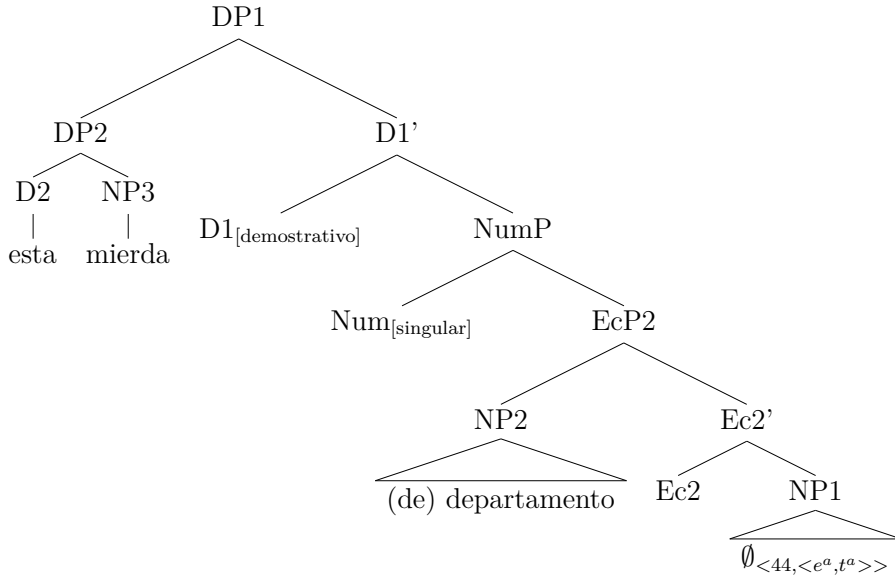 DP1
DP2 D1'
D2 NP3
esta mierda
D1[demostrativo] NumP
Num[singular] EcP2
NP2 Ec2'
(de) departamento Ec2 NP1
∅<44,<e^a,t^a>>